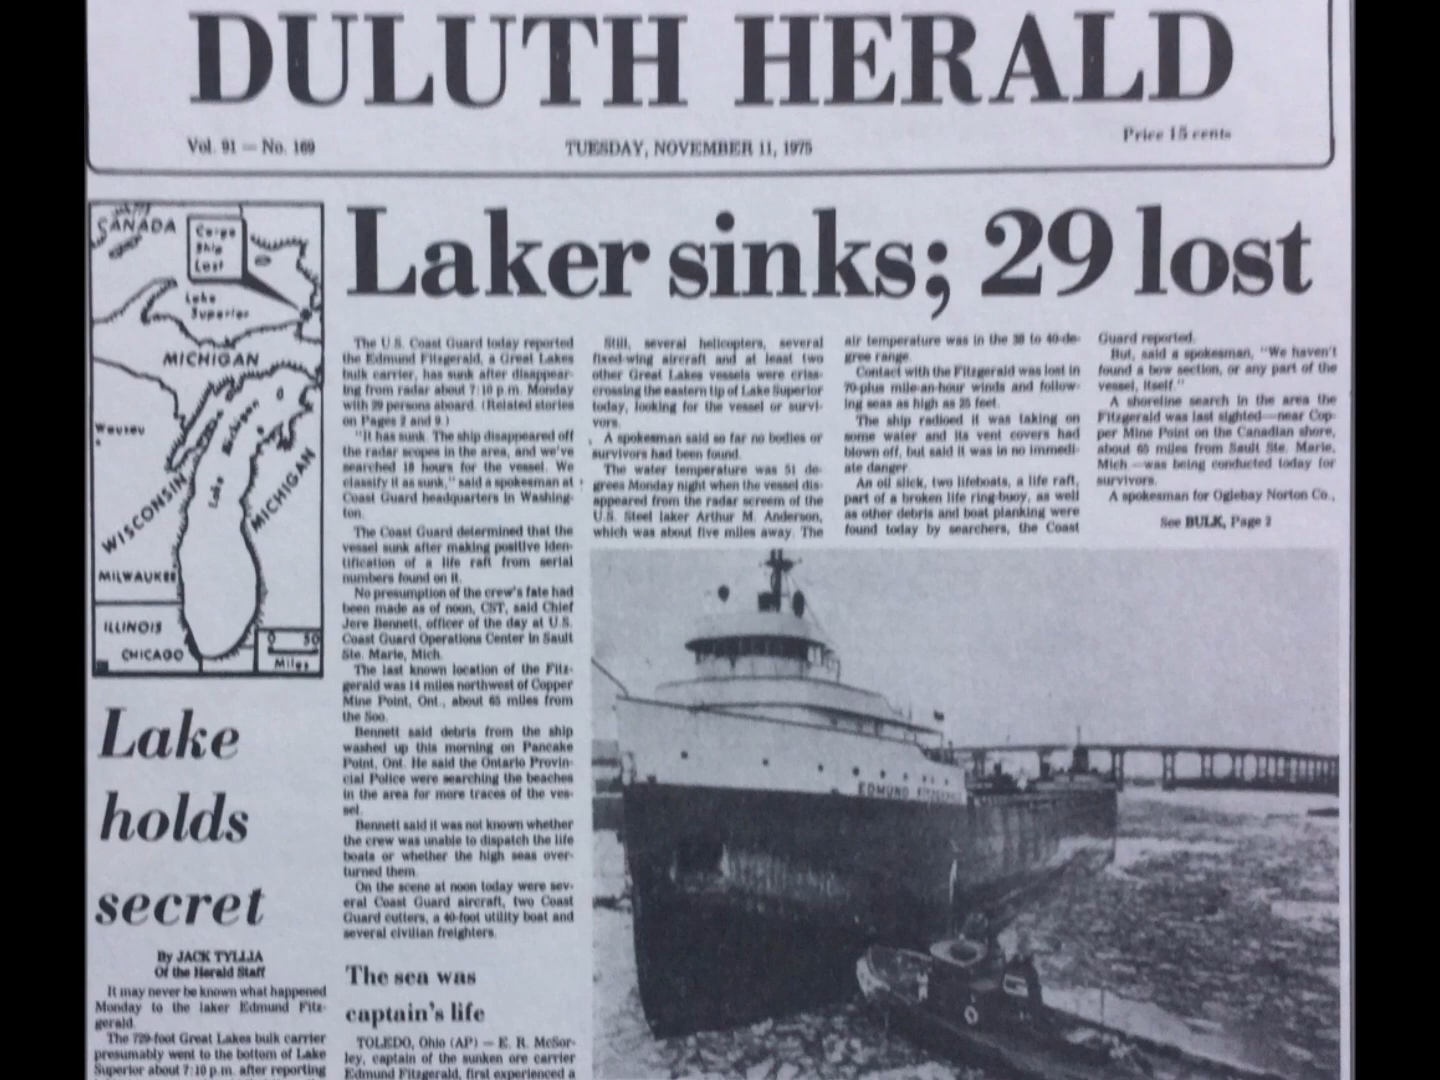 DULUTH HERALD
Vol. 91 — No. 169
TUESDAY, NOVEMBER 11, 1975
Price 15 cents
CANADA
Cargo
Ship
Lost
Lake
Superior
MICHIGAN
Lake
Michigan
MICHIGAN
WISCONSIN
MILWAUKEE
ILLINOIS
CHICAGO
0 50
Miles
Laker sinks; 29 lost
The U.S. Coast Guard today reported
the Edmund Fitzgerald, a Great Lakes
bulk carrier, has sunk after disappear-
ing from radar about 7:10 p.m. Monday
with 29 persons aboard. (Related stories
on Pages 2 and 9.)
"It has sunk. The ship disappeared off
the radar scopes in the area, and we've
searched 18 hours for the vessel. We
classify it as sunk," said a spokesman at
Coast Guard headquarters in Washing-
ton.
The Coast Guard determined that the
vessel sunk after making positive iden-
tification of a life raft from serial
numbers found on it.
No presumption of the crew's fate had
been made as of noon, CST, said Chief
Jere Bennett, officer of the day at U.S.
Coast Guard Operations Center in Sault
Ste. Marie, Mich.
The last known location of the Fitz-
gerald was 14 miles northwest of Copper
Mine Point, Ont., about 65 miles from
the Soo.
Bennett said debris from the ship
washed up this morning on Pancake
Point, Ont. He said the Ontario Provin-
cial Police were searching the beaches
in the area for more traces of the ves-
sel.
Bennett said it was not known whether
the crew was unable to dispatch the life
boats or whether the high seas over-
turned them.
On the scene at noon today were sev-
eral Coast Guard aircraft, two Coast
Guard cutters, a 40-foot utility boat and
several civilian freighters.
Still, several helicopters, several
fixed-wing aircraft and at least two
other Great Lakes vessels were criss-
crossing the eastern tip of Lake Superior
today, looking for the vessel or survi-
vors.
A spokesman said so far no bodies or
survivors had been found.
The water temperature was 51 de-
grees Monday night when the vessel dis-
appeared from the radar screem of the
U.S. Steel laker Arthur M. Anderson,
which was about five miles away. The
air temperature was in the 38 to 40-de-
gree range.
Contact with the Fitzgerald was lost in
70-plus mile-an-hour winds and follow-
ing seas as high as 25 feet.
The ship radioed it was taking on
some water and its vent covers had
blown off, but said it was in no immedi-
ate danger.
An oil slick, two lifeboats, a life raft,
part of a broken life ring-buoy, as well
as other debris and boat planking were
found today by searchers, the Coast
Guard reported.
But, said a spokesman, "We haven't
found a bow section, or any part of the
vessel, itself."
A shoreline search in the area the
Fitzgerald was last sighted—near Cop-
per Mine Point on the Canadian shore,
about 65 miles from Sault Ste. Marie,
Mich.—was being conducted today for
survivors.
A spokesman for Oglebay Norton Co.,
See BULK, Page 2
EDMUND FITZGERALD
Lake
holds
secret
By JACK TYLLIA
Of the Herald Staff
It may never be known what happened
Monday to the laker Edmund Fitz-
gerald.
The 729-foot Great Lakes bulk carrier
presumably went to the bottom of Lake
Superior about 7:10 p.m. after reporting
The sea was
captain's life
TOLEDO, Ohio (AP) — E. R. McSor-
ley, captain of the sunken ore carrier
Edmund Fitzgerald, first experienced a